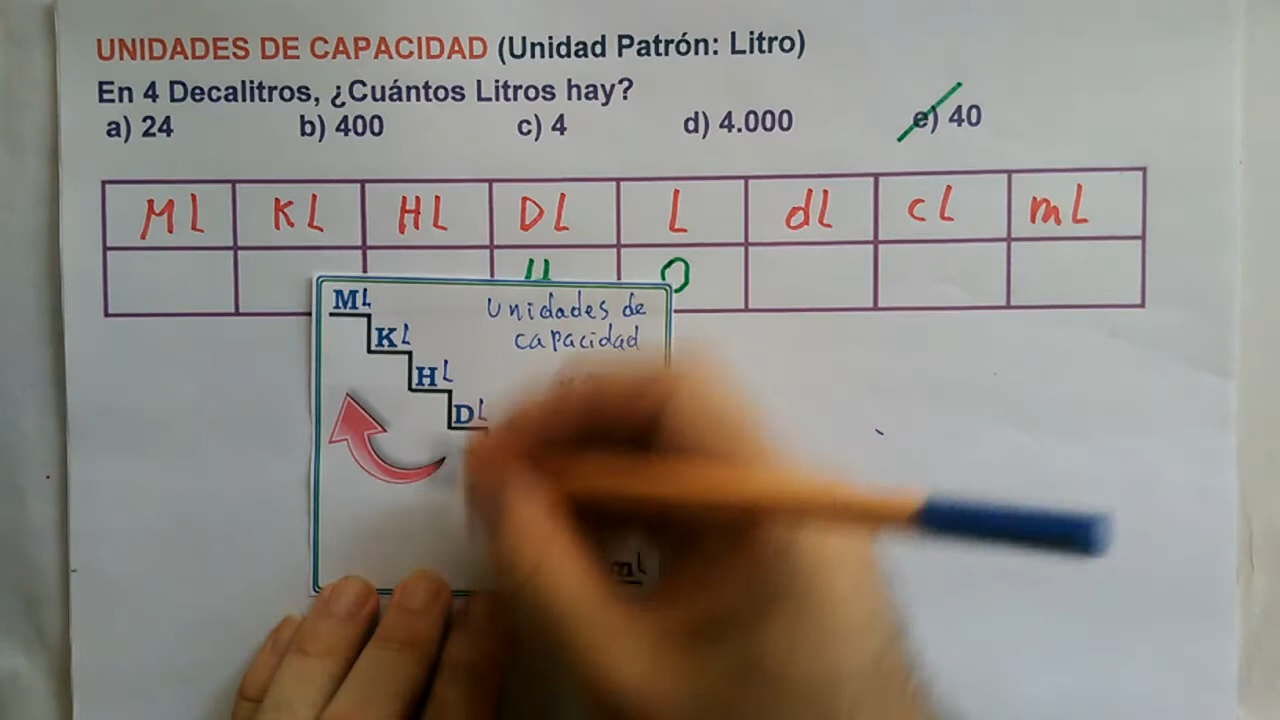 UNIDADES DE CAPACIDAD (Unidad Patrón: Litro)
En 4 Decalitros, ¿Cuántos Litros hay?
a) 24 b) 400 c) 4 d) 4.000 e) 40
ML KL HL DL L dL cL mL
0
ML
Unidades de
capacidad
KL
HL
DL
mL